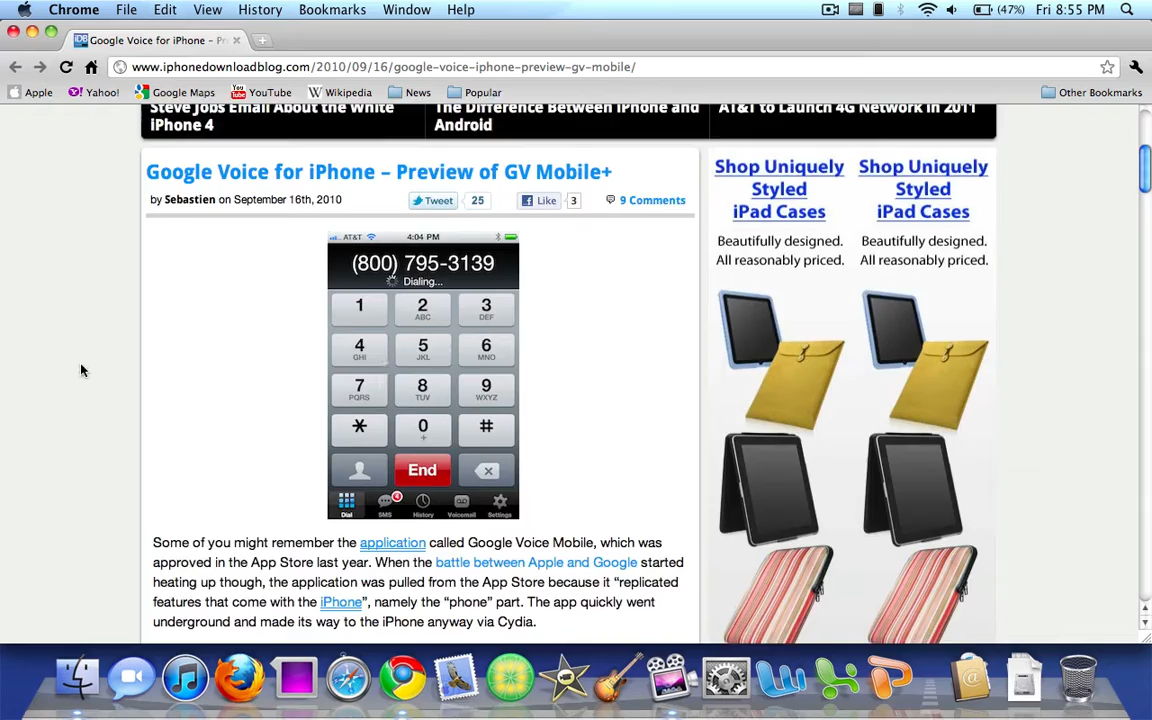 Chrome File Edit View History Bookmarks Window Help (47%) Fri 8:55 PM
Google Voice for iPhone – Pr
www.iphonedownloadblog.com/2010/09/16/google-voice-iphone-preview-gv-mobile/
Apple Yahoo! Google Maps YouTube Wikipedia News Popular Other Bookmarks
Steve Jobs Email About the White
iPhone 4
The Difference Between iPhone and
Android
AT&T to Launch 4G Network in 2011
Google Voice for iPhone – Preview of GV Mobile+
by Sebastien on September 16th, 2010 Tweet 25 Like 3 9 Comments
AT&T 4:04 PM
(800) 795-3139
Dialing...
1 2 ABC 3 DEF
4 GHI 5 JKL 6 MNO
7 PQRS 8 TUV 9 WXYZ
* 0 + #
End
4
Dial SMS History Voicemail Settings
Some of you might remember the application called Google Voice Mobile, which was
approved in the App Store last year. When the battle between Apple and Google started
heating up though, the application was pulled from the App Store because it “replicated
features that come with the iPhone”, namely the “phone” part. The app quickly went
underground and made its way to the iPhone anyway via Cydia.
Shop Uniquely
Styled
iPad Cases
Beautifully designed.
All reasonably priced.
Shop Uniquely
Styled
iPad Cases
Beautifully designed.
All reasonably priced.